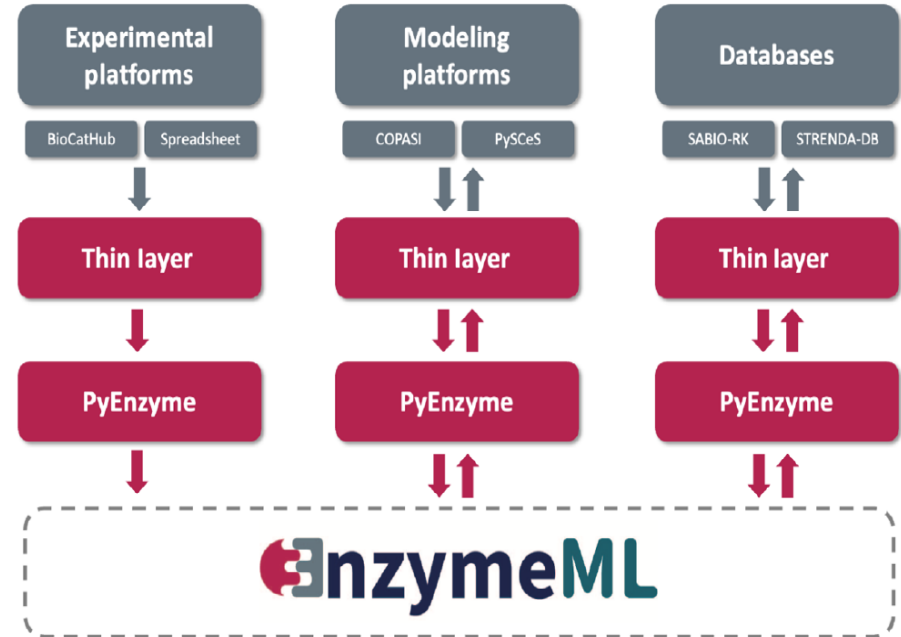 Experimental
platforms
Modeling
platforms
Databases
BioCatHub
Spreadsheet
COPASI
PySCeS
SABIO-RK
STRENDA-DB
Thin layer
Thin layer
Thin layer
PyEnzyme
PyEnzyme
PyEnzyme
EnzymeML